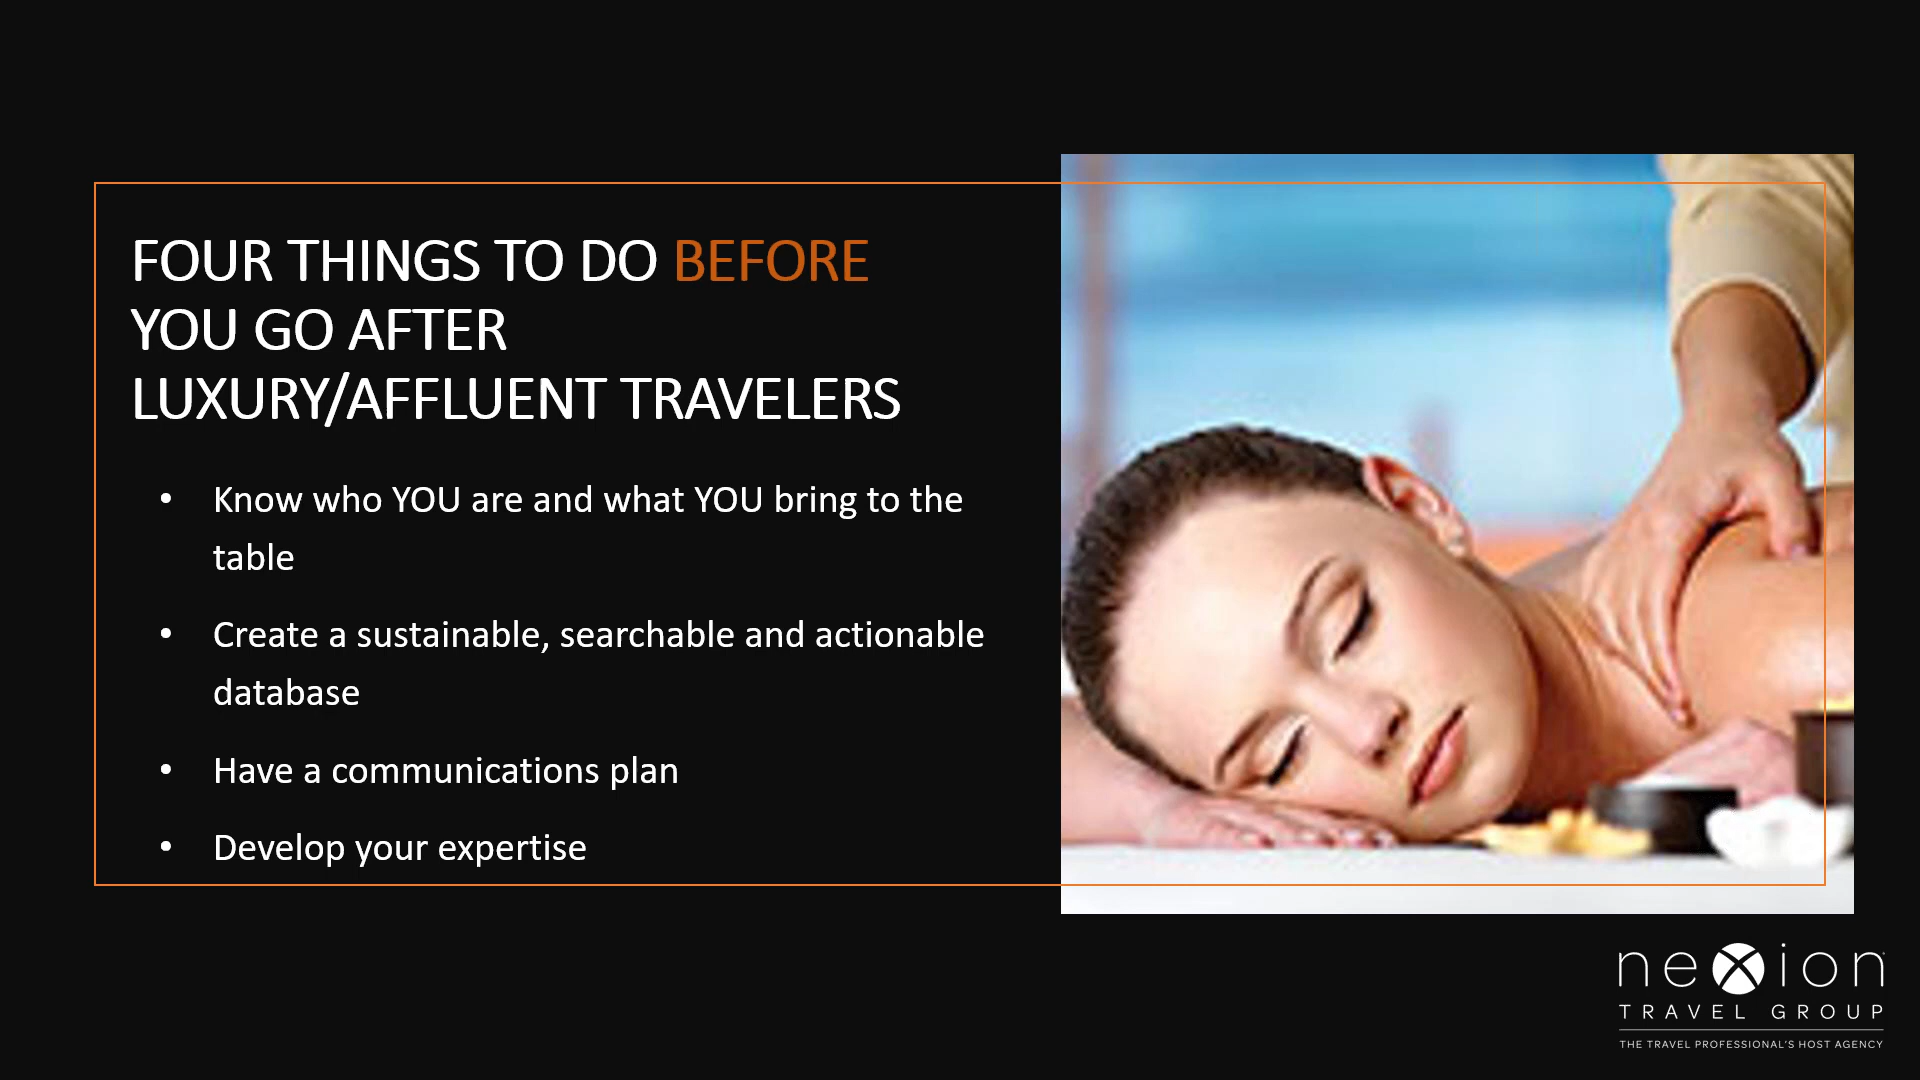 FOUR THINGS TO DO BEFORE
YOU GO AFTER
LUXURY/AFFLUENT TRAVELERS
• Know who YOU are and what YOU bring to the
table
• Create a sustainable, searchable and actionable
database
• Have a communications plan
• Develop your expertise
nexion
TRAVEL GROUP
THE TRAVEL PROFESSIONAL'S HOST AGENCY